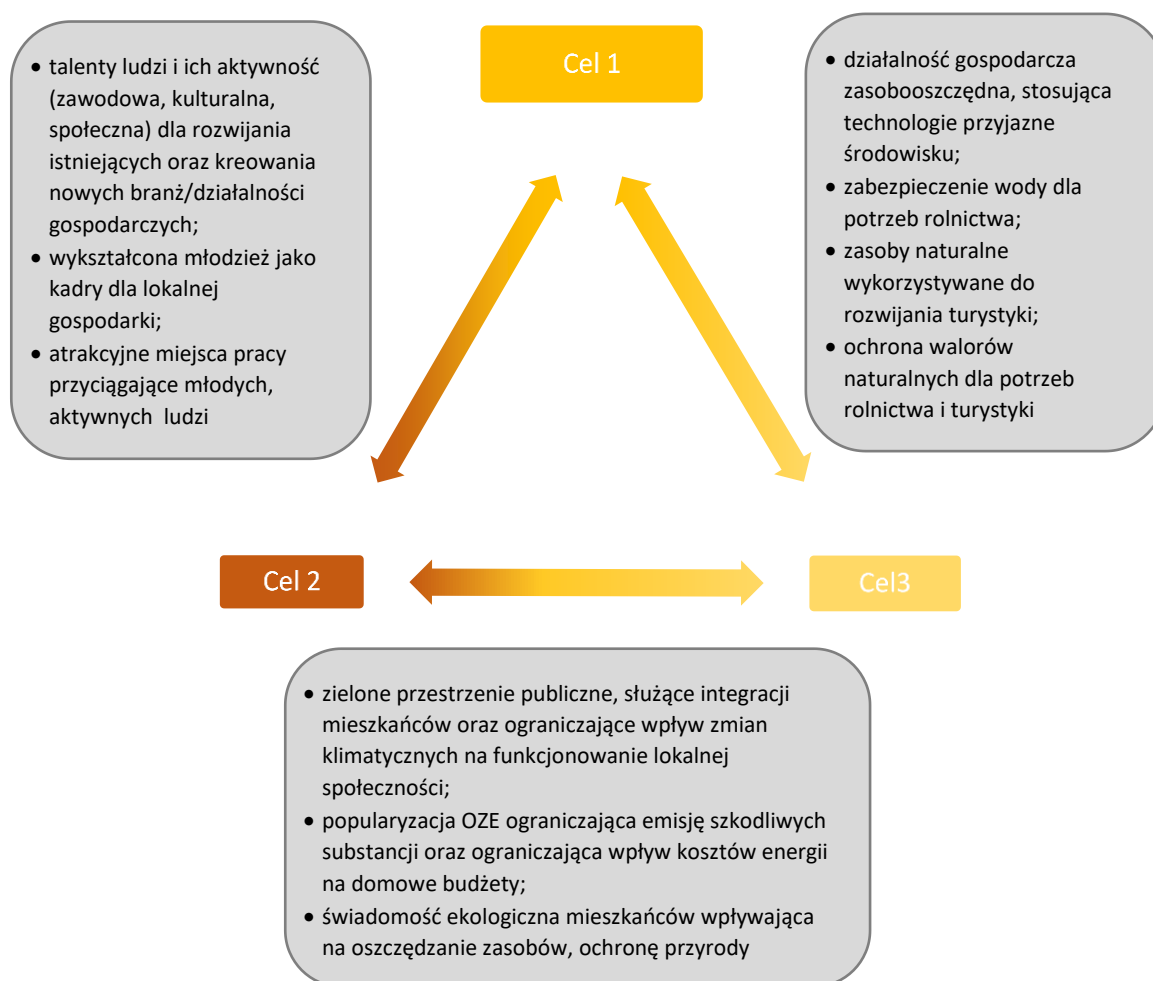 Cel 1
• talenty ludzi i ich aktywność
(zawodowa, kulturalna,
społeczna) dla rozwijania
istniejących oraz kreowania
nowych branż/działalności
gospodarczych;
• wykształcona młodzież jako
kadry dla lokalnej
gospodarki;
• atrakcyjne miejsca pracy
przyciągające młodych,
aktywnych ludzi
• działalność gospodarcza
zasobooszczędna, stosująca
technologie przyjazne
środowisku;
• zabezpieczenie wody dla
potrzeb rolnictwa;
• zasoby naturalne
wykorzystywane do
rozwijania turystyki;
• ochrona walorów
naturalnych dla potrzeb
rolnictwa i turystyki
Cel 2
Cel3
• zielone przestrzenie publiczne, służące integracji
mieszkańców oraz ograniczające wpływ zmian
klimatycznych na funkcjonowanie lokalnej
społeczności;
• popularyzacja OZE ograniczająca emisję szkodliwych
substancji oraz ograniczająca wpływ kosztów energii
na domowe budżety;
• świadomość ekologiczna mieszkańców wpływająca
na oszczędzanie zasobów, ochronę przyrody